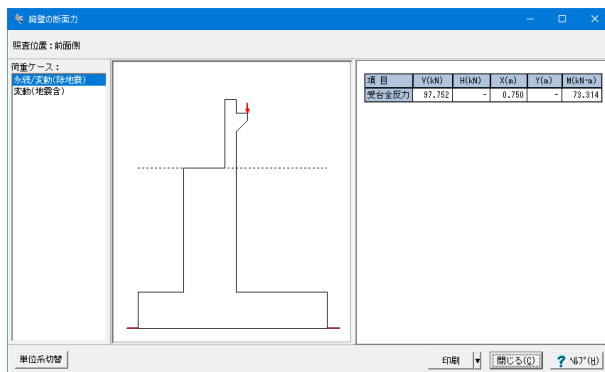 胸壁の断面力
照査位置：前面側
荷重ケース：
永続/変動(除地震)
変動(地震含)
項 目 V(kN) H(kN) X(m) Y(m) M(kN・m)
受台全反力 97.752 - 0.750 - 73.314
単位系切替
印刷 ▼ 閉じる(C) ? ヘルプ(H)